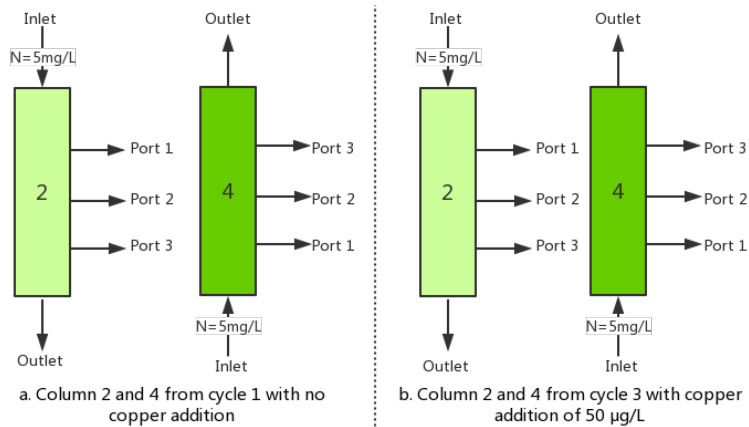 Inlet
N=5mg/L
2
Port 1
Port 2
Port 3
Outlet
Outlet
4
Port 3
Port 2
Port 1
N=5mg/L
Inlet
a. Column 2 and 4 from cycle 1 with no
copper addition
Inlet
N=5mg/L
2
Port 1
Port 2
Port 3
Outlet
Outlet
4
Port 3
Port 2
Port 1
N=5mg/L
Inlet
b. Column 2 and 4 from cycle 3 with copper
addition of 50 µg/L